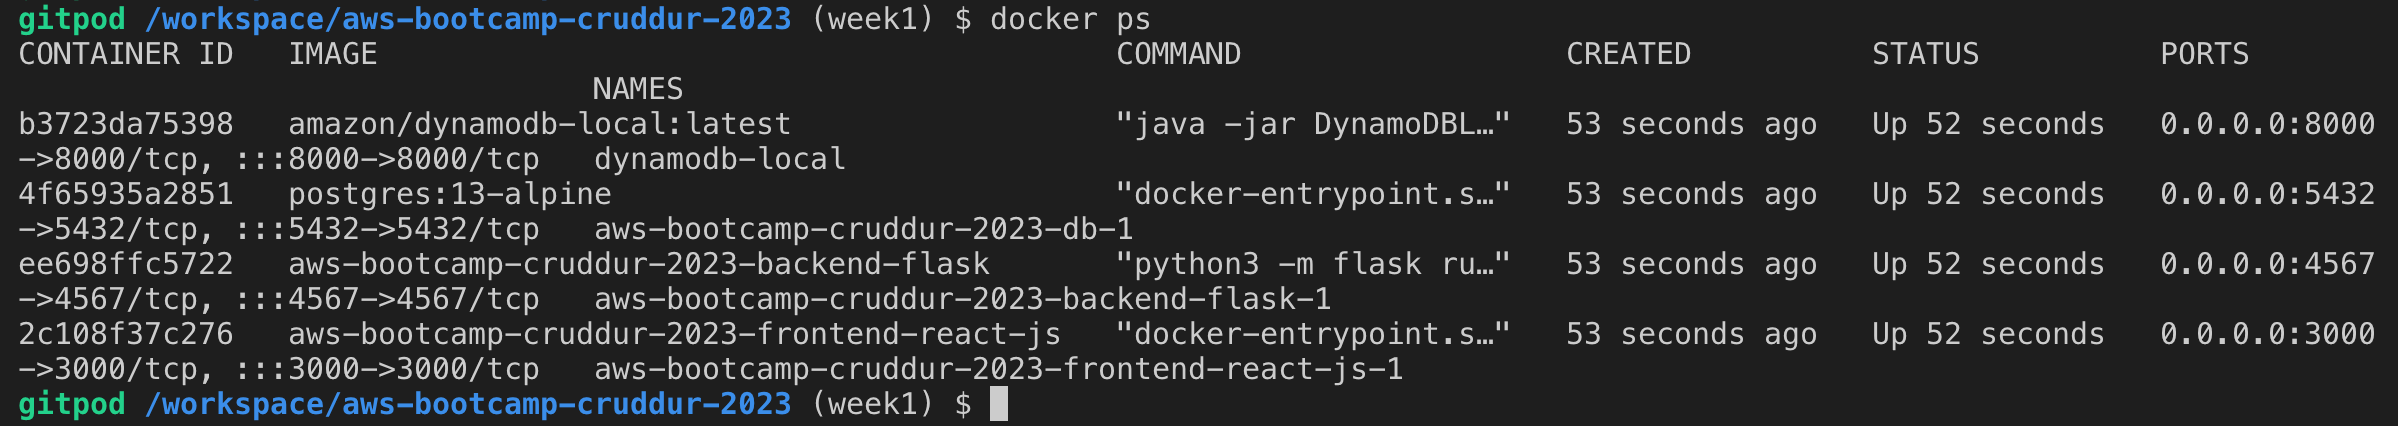 gitpod /workspace/aws-bootcamp-cruddur-2023 (week1) $ docker ps
CONTAINER ID   IMAGE                                         COMMAND                  CREATED          STATUS          PORTS
                                NAMES
b3723da75398   amazon/dynamodb-local:latest                  "java -jar DynamoDBL…"   53 seconds ago   Up 52 seconds   0.0.0.0:8000
->8000/tcp, :::8000->8000/tcp   dynamodb-local
4f65935a2851   postgres:13-alpine                            "docker-entrypoint.s…"   53 seconds ago   Up 52 seconds   0.0.0.0:5432
->5432/tcp, :::5432->5432/tcp   aws-bootcamp-cruddur-2023-db-1
ee698ffc5722   aws-bootcamp-cruddur-2023-backend-flask       "python3 -m flask ru…"   53 seconds ago   Up 52 seconds   0.0.0.0:4567
->4567/tcp, :::4567->4567/tcp   aws-bootcamp-cruddur-2023-backend-flask-1
2c108f37c276   aws-bootcamp-cruddur-2023-frontend-react-js   "docker-entrypoint.s…"   53 seconds ago   Up 52 seconds   0.0.0.0:3000
->3000/tcp, :::3000->3000/tcp   aws-bootcamp-cruddur-2023-frontend-react-js-1
gitpod /workspace/aws-bootcamp-cruddur-2023 (week1) $